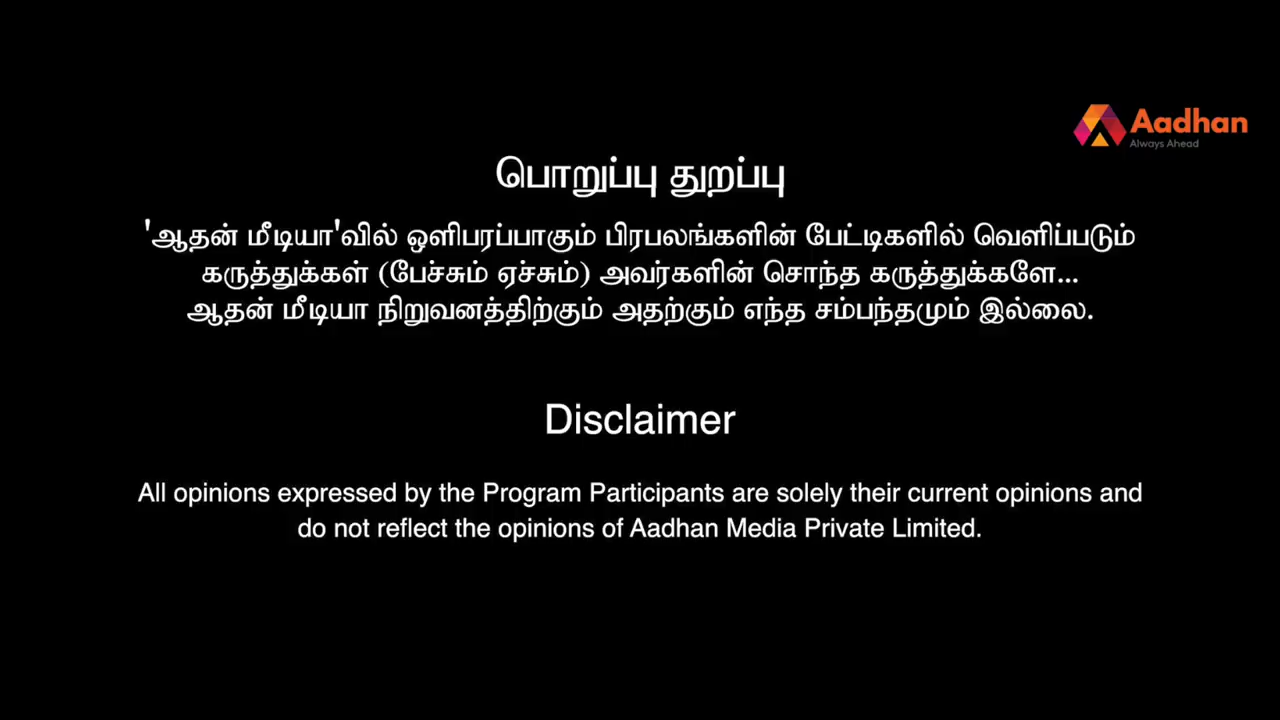 Aadhan
Always Ahead
பொறுப்பு துறப்பு
'ஆதன் மீடியா'வில் ஒளிபரப்பாகும் பிரபலங்களின் பேட்டிகளில் வெளிப்படும்
கருத்துக்கள் (பேச்சும் ஏச்சும்) அவர்களின் சொந்த கருத்துக்களே...
ஆதன் மீடியா நிறுவனத்திற்கும் அதற்கும் எந்த சம்பந்தமும் இல்லை.
Disclaimer
All opinions expressed by the Program Participants are solely their current opinions and
do not reflect the opinions of Aadhan Media Private Limited.